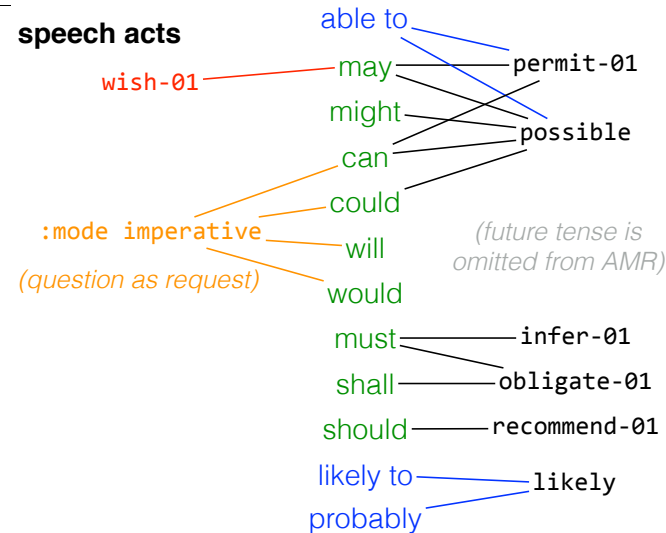 able to
speech acts
may
permit-01
wish-01
might
possible
can
could
:mode imperative
(future tense is
omitted from AMR)
will
(question as request)
would
must
infer-01
shall
obligate-01
should
recommend-01
likely to
likely
probably